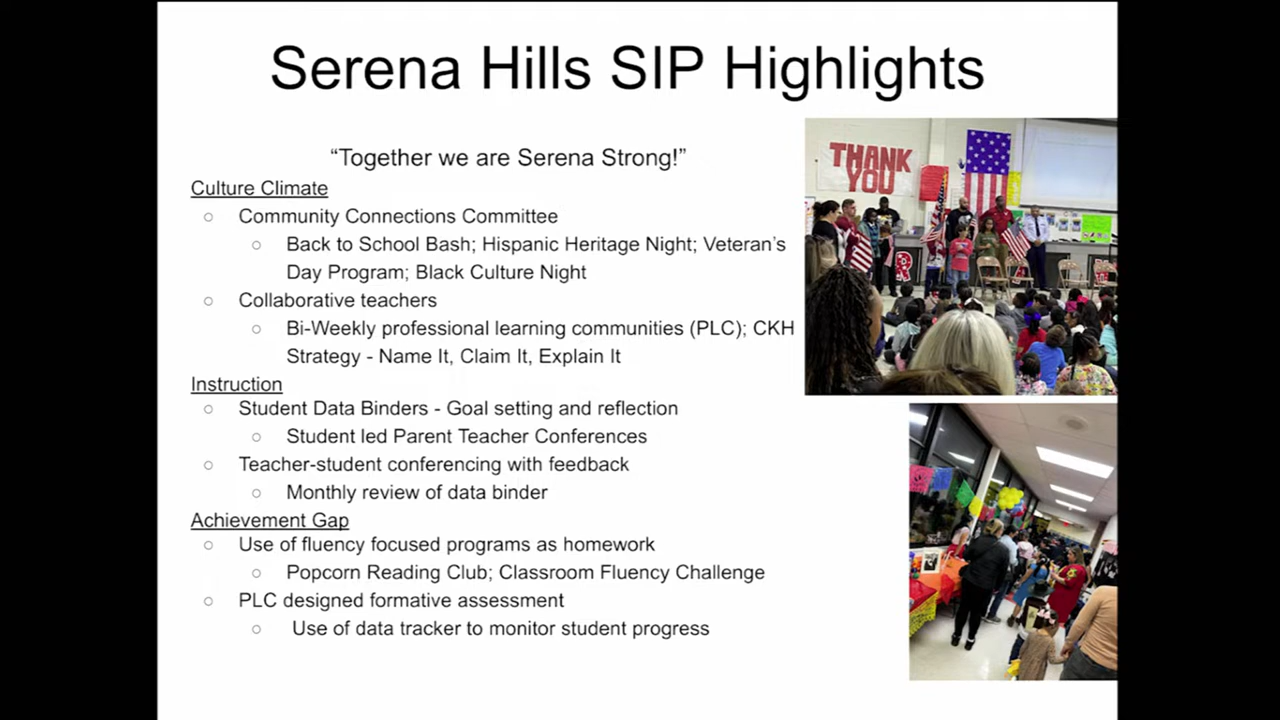 Serena Hills SIP Highlights
“Together we are Serena Strong!”
Culture Climate
○ Community Connections Committee
○ Back to School Bash; Hispanic Heritage Night; Veteran’s
Day Program; Black Culture Night
○ Collaborative teachers
○ Bi-Weekly professional learning communities (PLC); CKH
Strategy - Name It, Claim It, Explain It
Instruction
○ Student Data Binders - Goal setting and reflection
○ Student led Parent Teacher Conferences
○ Teacher-student conferencing with feedback
○ Monthly review of data binder
Achievement Gap
○ Use of fluency focused programs as homework
○ Popcorn Reading Club; Classroom Fluency Challenge
○ PLC designed formative assessment
○ Use of data tracker to monitor student progress
THANK
YOU
R